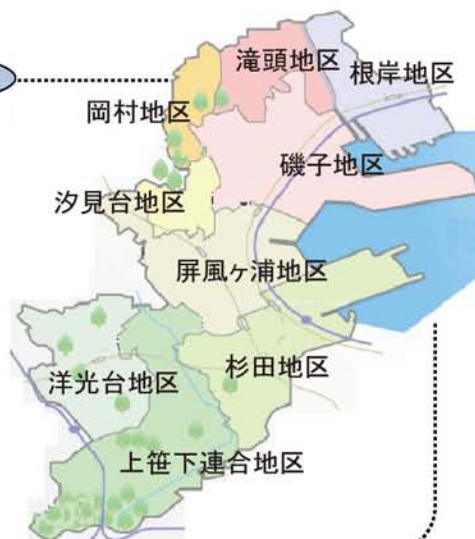 滝頭地区
根岸地区
岡村地区
磯子地区
汐見台地区
屏風ヶ浦地区
杉田地区
洋光台地区
上笹下連合地区